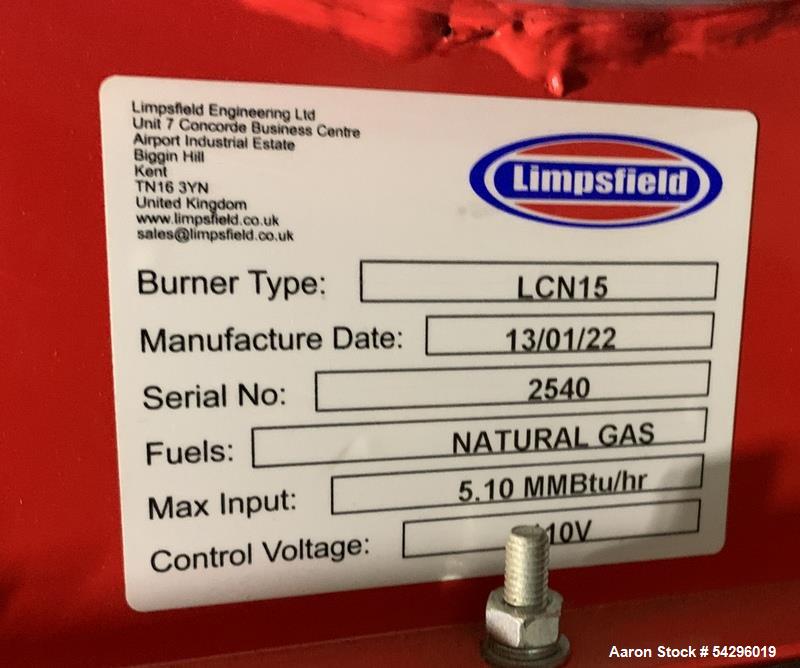 Limpsfield Engineering Ltd
Unit 7 Concorde Business Centre
Airport Industrial Estate
Biggin Hill
Kent
TN16 3YN
United Kingdom
www.limpsfield.co.uk
sales@limpsfield.co.uk
Limpsfield
Burner Type: LCN15
Manufacture Date: 13/01/22
Serial No: 2540
Fuels: NATURAL GAS
Max Input: 5.10 MMBtu/hr
Control Voltage:
Aaron Stock # 54296019